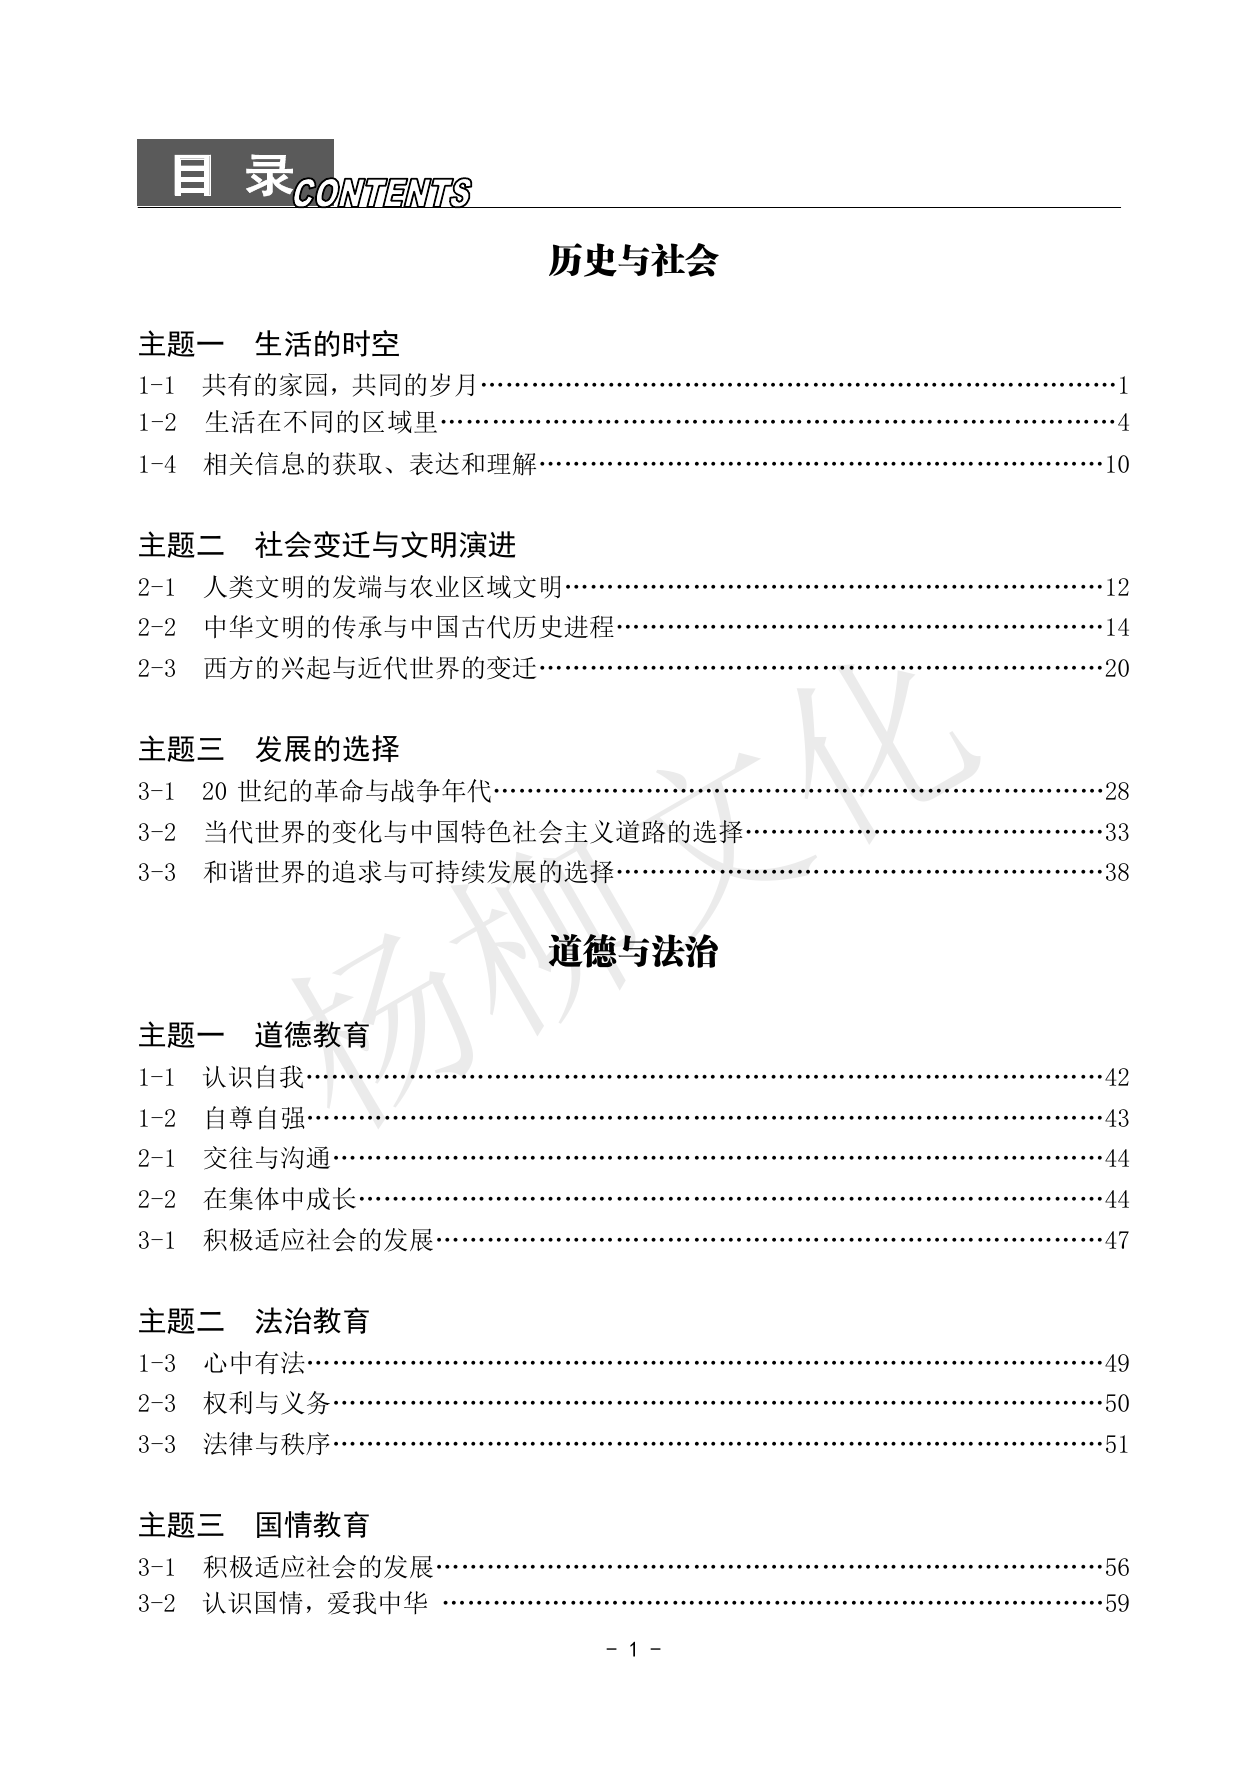 目 录CONTENTS
历史与社会
主题一 生活的时空
1-1 共有的家园，共同的岁月……………………………………………………………………1
1-2 生活在不同的区域里……………………………………………………………………4
1-4 相关信息的获取、表达和理解……………………………………………………………10
主题二 社会变迁与文明演进
2-1 人类文明的发端与农业区域文明…………………………………………………………12
2-2 中华文明的传承与中国古代历史进程……………………………………………………14
2-3 西方的兴起与近代世界的变迁……………………………………………………………20
主题三 发展的选择
3-1 20 世纪的革命与战争年代…………………………………………………………………28
3-2 当代世界的变化与中国特色社会主义道路的选择………………………………………33
3-3 和谐世界的追求与可持续发展的选择……………………………………………………38
杨柳文化
道德与法治
主题一 道德教育
1-1 认识自我……………………………………………………………………………………42
1-2 自尊自强……………………………………………………………………………………43
2-1 交往与沟通…………………………………………………………………………………44
2-2 在集体中成长………………………………………………………………………………44
3-1 积极适应社会的发展………………………………………………………………………47
主题二 法治教育
1-3 心中有法……………………………………………………………………………………49
2-3 权利与义务…………………………………………………………………………………50
3-3 法律与秩序…………………………………………………………………………………51
主题三 国情教育
3-1 积极适应社会的发展………………………………………………………………………56
3-2 认识国情，爱我中华 ………………………………………………………………………59
- 1 -